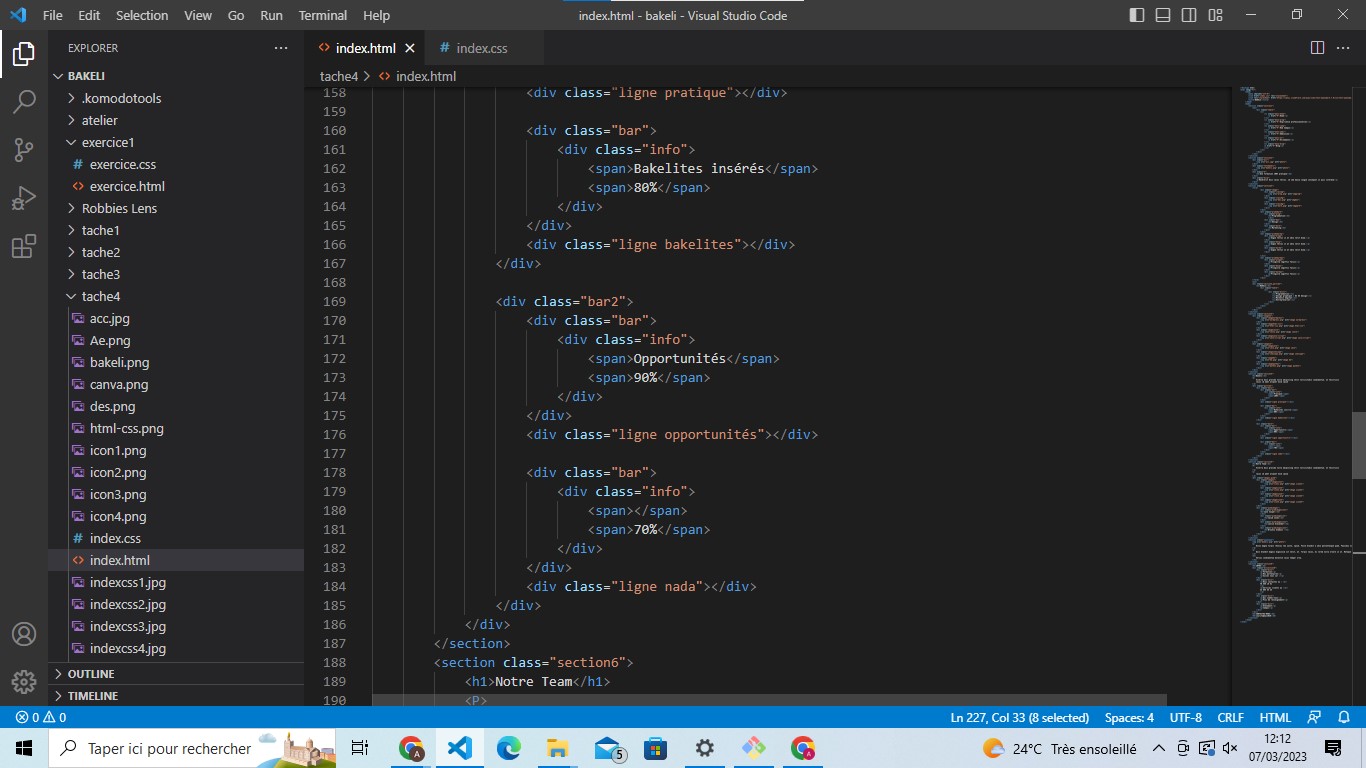 File Edit Selection View Go Run Terminal Help
index.html - bakeli - Visual Studio Code
EXPLORER
BAKELI
.komodotools
atelier
exercice1
# exercice.css
<> exercice.html
Robbies Lens
tache1
tache2
tache3
tache4
acc.jpg
Ae.png
bakeli.png
canva.png
des.png
html-css.png
icon1.png
icon2.png
icon3.png
icon4.png
# index.css
<> index.html
indexcss1.jpg
indexcss2.jpg
indexcss3.jpg
indexcss4.jpg
OUTLINE
TIMELINE
<> index.html
# index.css
tache4 > <> index.html
158 <div class="ligne pratique"></div>
159
160 <div class="bar">
161 <div class="info">
162 <span>Bakelites insérés</span>
163 <span>80%</span>
164 </div>
165 </div>
166 <div class="ligne bakelites"></div>
167 </div>
168
169 <div class="bar2">
170 <div class="bar">
171 <div class="info">
172 <span>Opportunités</span>
173 <span>90%</span>
174 </div>
175 </div>
176 <div class="ligne opportunités"></div>
177
178 <div class="bar">
179 <div class="info">
180 <span></span>
181 <span>70%</span>
182 </div>
183 </div>
184 <div class="ligne nada"></div>
185 </div>
186 </div>
187 </section>
188 <section class="section6">
189 <h1>Notre Team</h1>
190 <P>
0 0
Ln 227, Col 33 (8 selected) Spaces: 4 UTF-8 CRLF HTML
Taper ici pour rechercher
A
5
24°C Très ensoleillé
12:12
07/03/2023